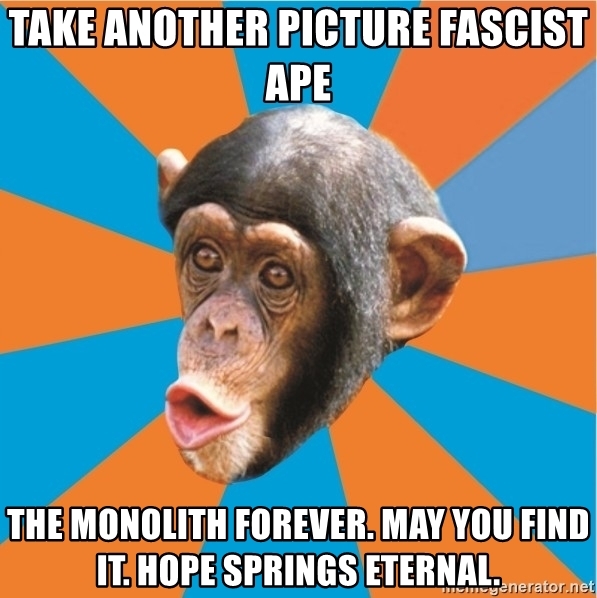 TAKE ANOTHER PICTURE FASCIST
APE
THE MONOLITH FOREVER. MAY YOU FIND
IT. HOPE SPRINGS ETERNAL.
memegenerator.net